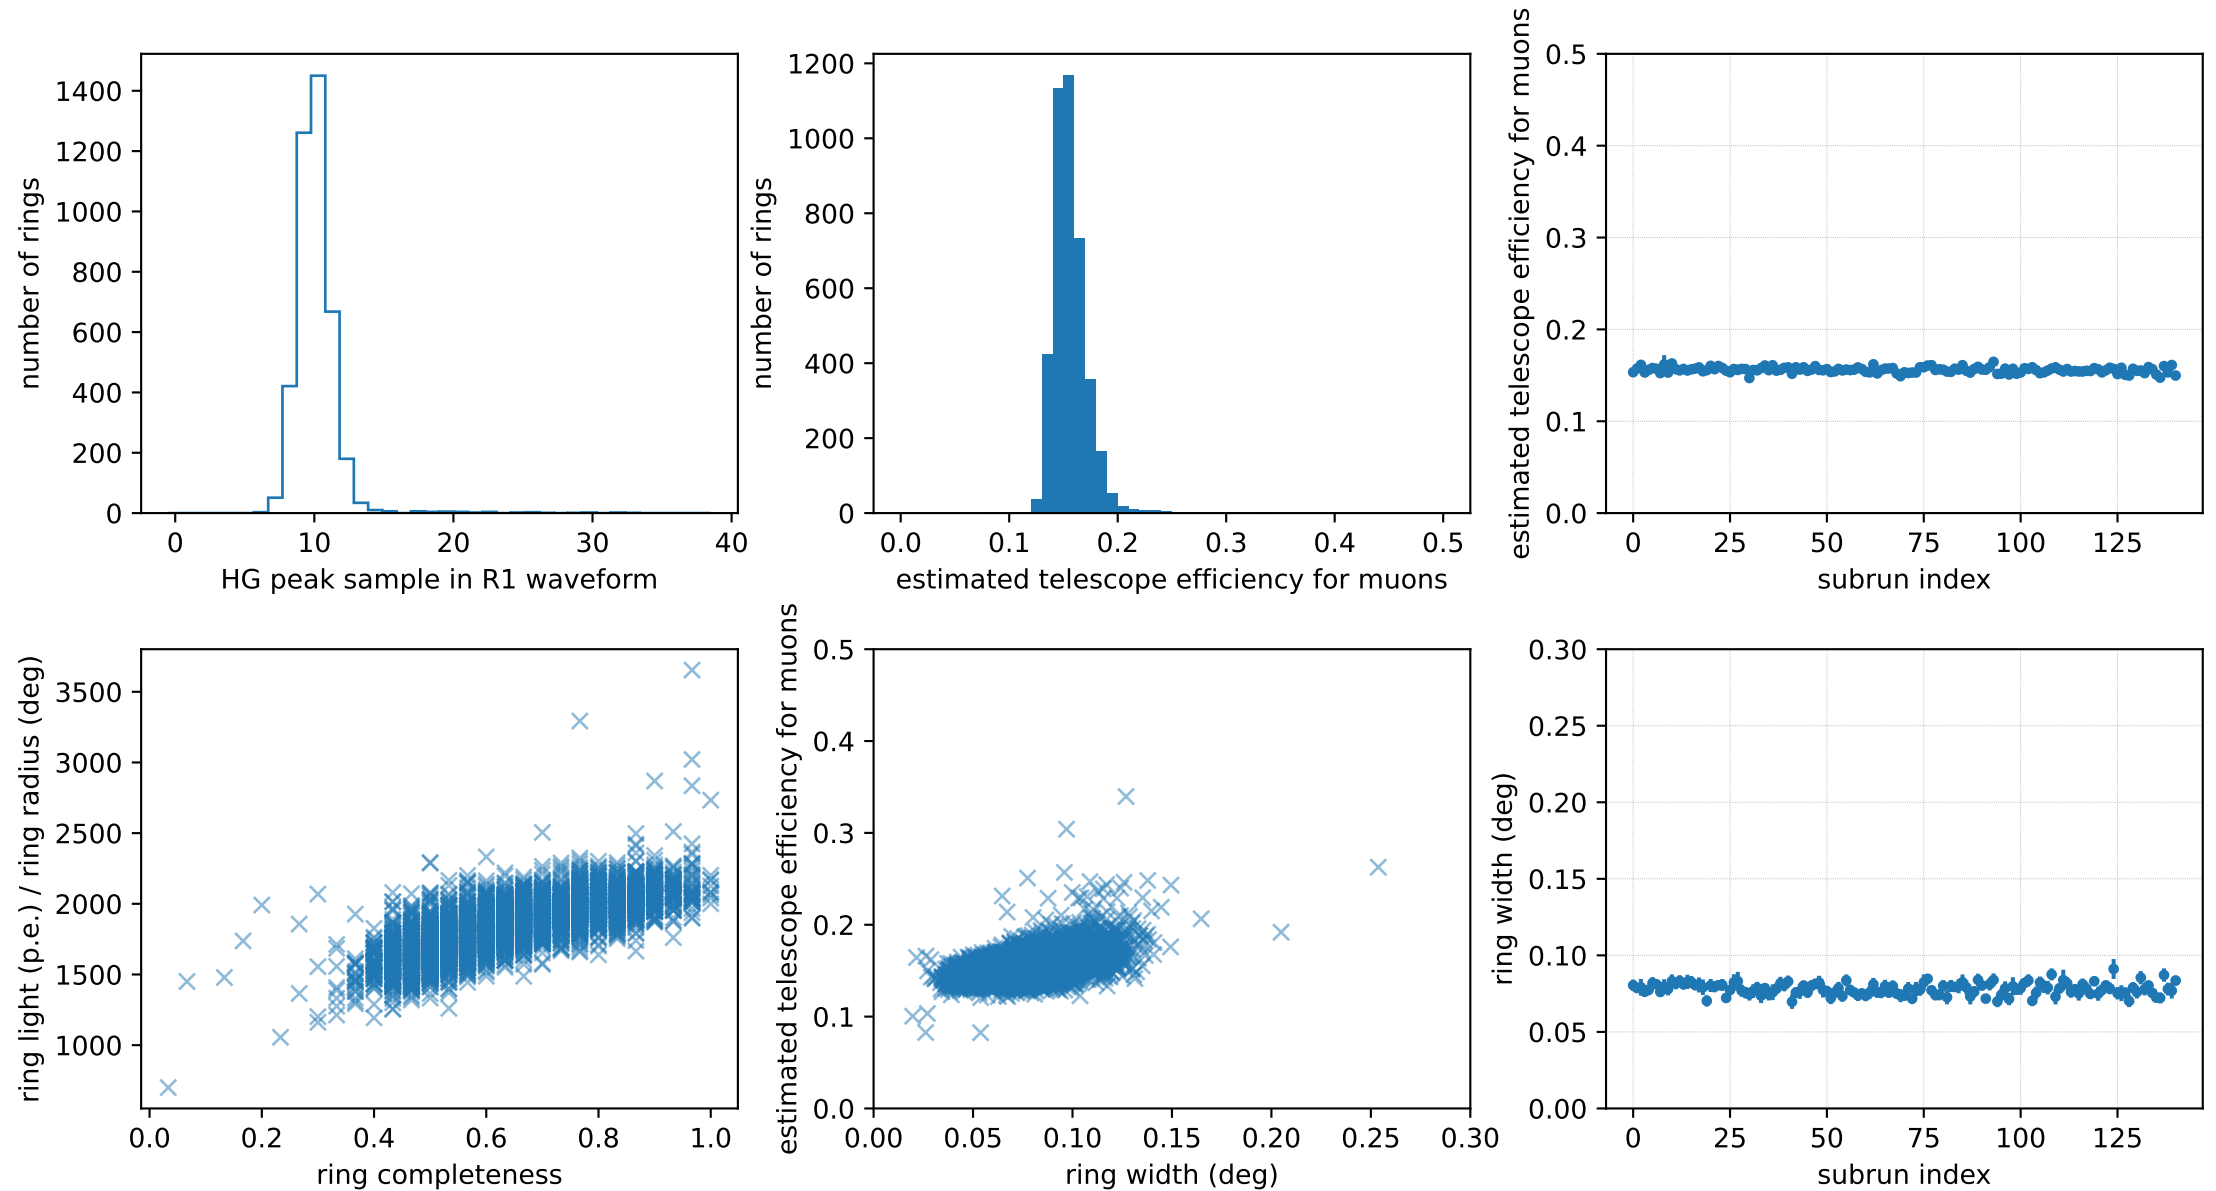 1400
1200
1000
800
600
400
200
0
number of rings
0 10 20 30 40
HG peak sample in R1 waveform
1200
1000
800
600
400
200
0
number of rings
0.0 0.1 0.2 0.3 0.4 0.5
estimated telescope efficiency for muons
0.5
0.4
0.3
0.2
0.1
0.0
estimated telescope efficiency for muons
0 25 50 75 100 125
subrun index
3500
3000
2500
2000
1500
1000
ring light (p.e.) / ring radius (deg)
0.0 0.2 0.4 0.6 0.8 1.0
ring completeness
0.5
0.4
0.3
0.2
0.1
0.0
estimated telescope efficiency for muons
0.00 0.05 0.10 0.15 0.20 0.25 0.30
ring width (deg)
0.30
0.25
0.20
0.15
0.10
0.05
0.00
ring width (deg)
0 25 50 75 100 125
subrun index